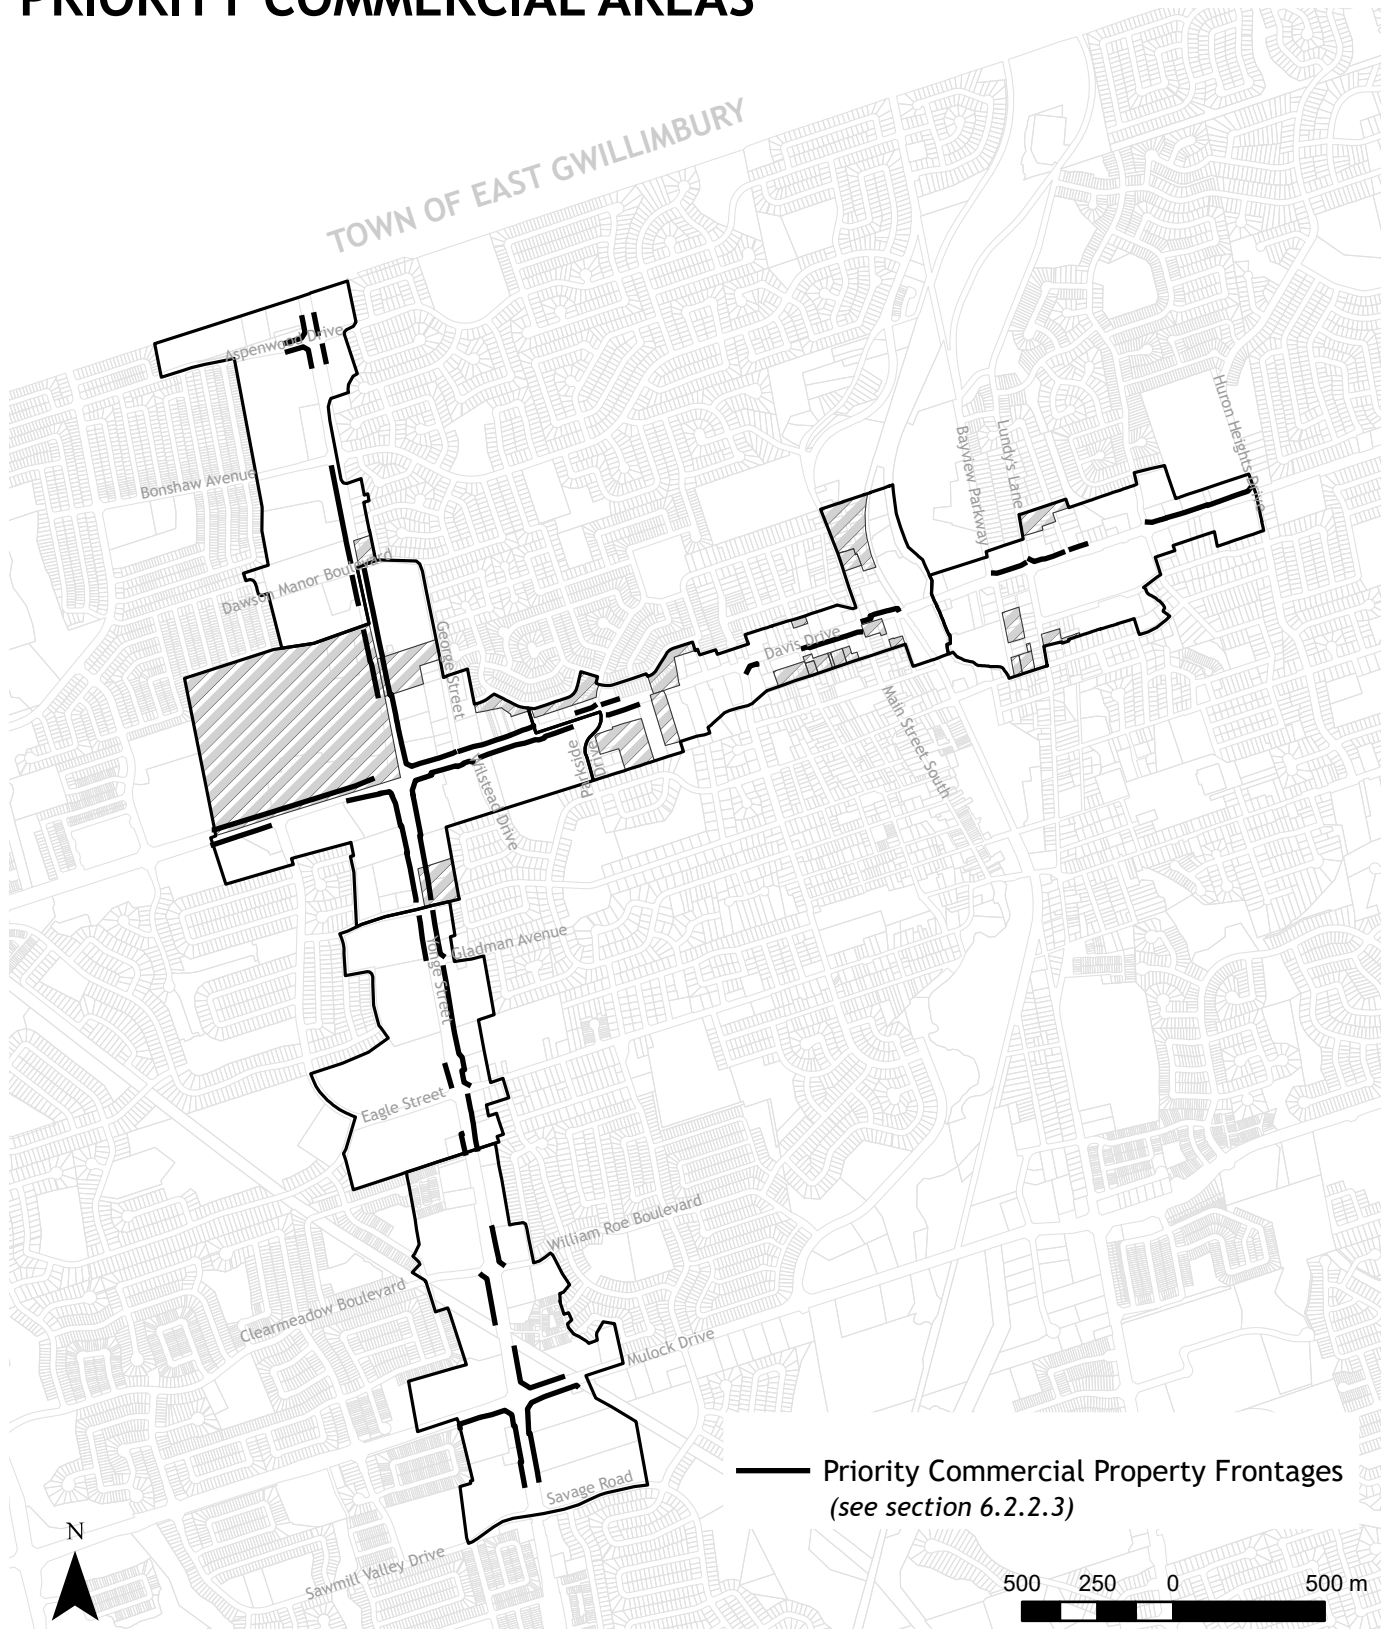 PRIORITY COMMERCIAL AREAS
TOWN OF EAST GWILLIMBURY
Aspenwood Drive
Bonshaw Avenue
Dawson Manor Boulevard
George Street
Davis Drive
Bayview Parkway
Lundy's Lane
Huron Heights Drive
Main Street South
Parkside
Drive
Wilstead Drive
Gladman Avenue
Yonge Street
Eagle Street
William Roe Boulevard
Clearmeadow Boulevard
Mulock Drive
Savage Road
Sawmill Valley Drive
Priority Commercial Property Frontages
(see section 6.2.2.3)
N
500 250 0 500 m